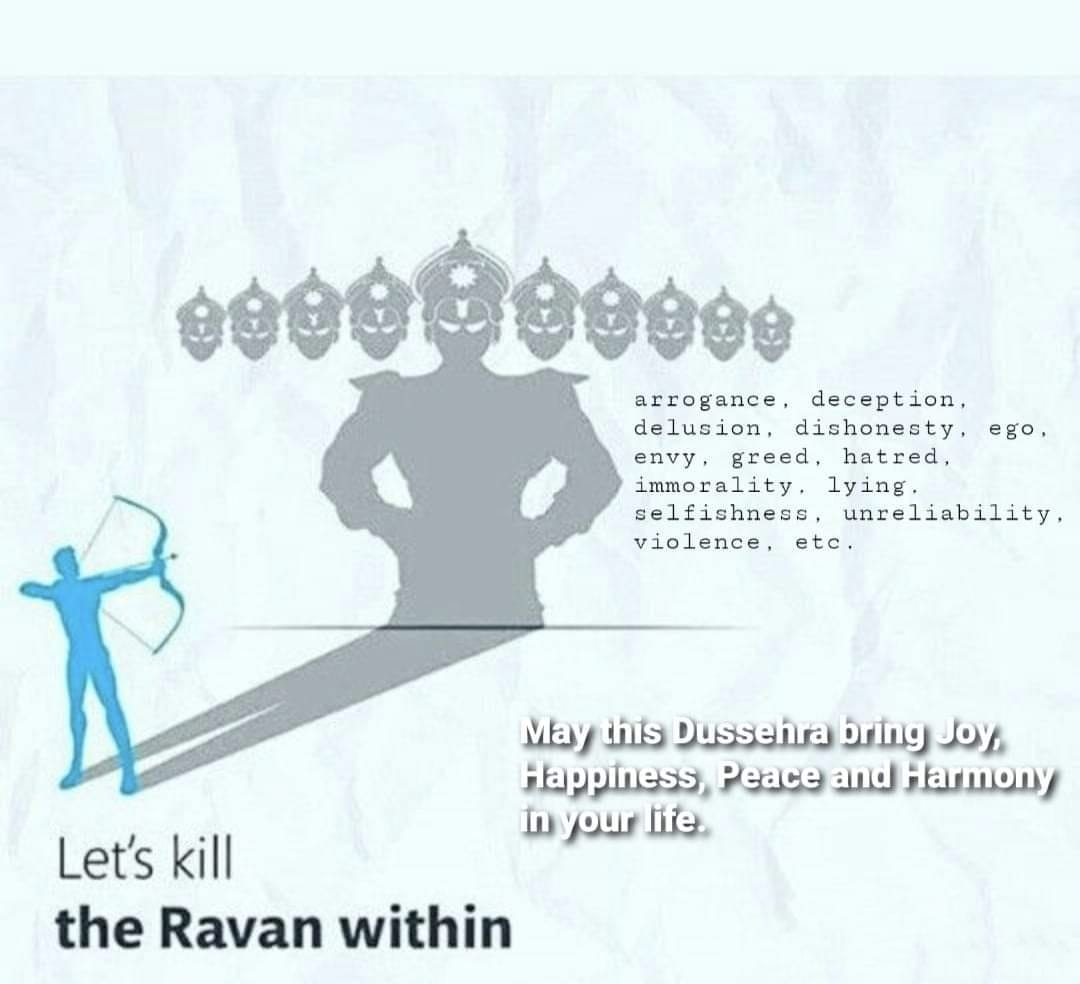 arrogance, deception,
delusion, dishonesty, ego,
envy, greed, hatred,
immorality, lying,
selfishness, unreliability,
violence, etc.
May this Dussehra bring Joy,
Happiness, Peace and Harmony
in your life.
Let's kill
the Ravan within